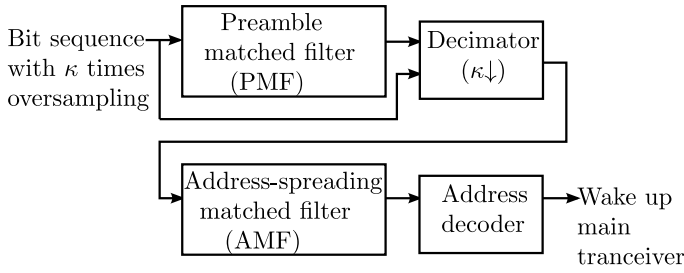 Bit sequence
with κ times
oversampling
Preamble
matched filter
(PMF)
Decimator
(κ↓)
Address-spreading
matched filter
(AMF)
Address
decoder
Wake up
main
tranceiver